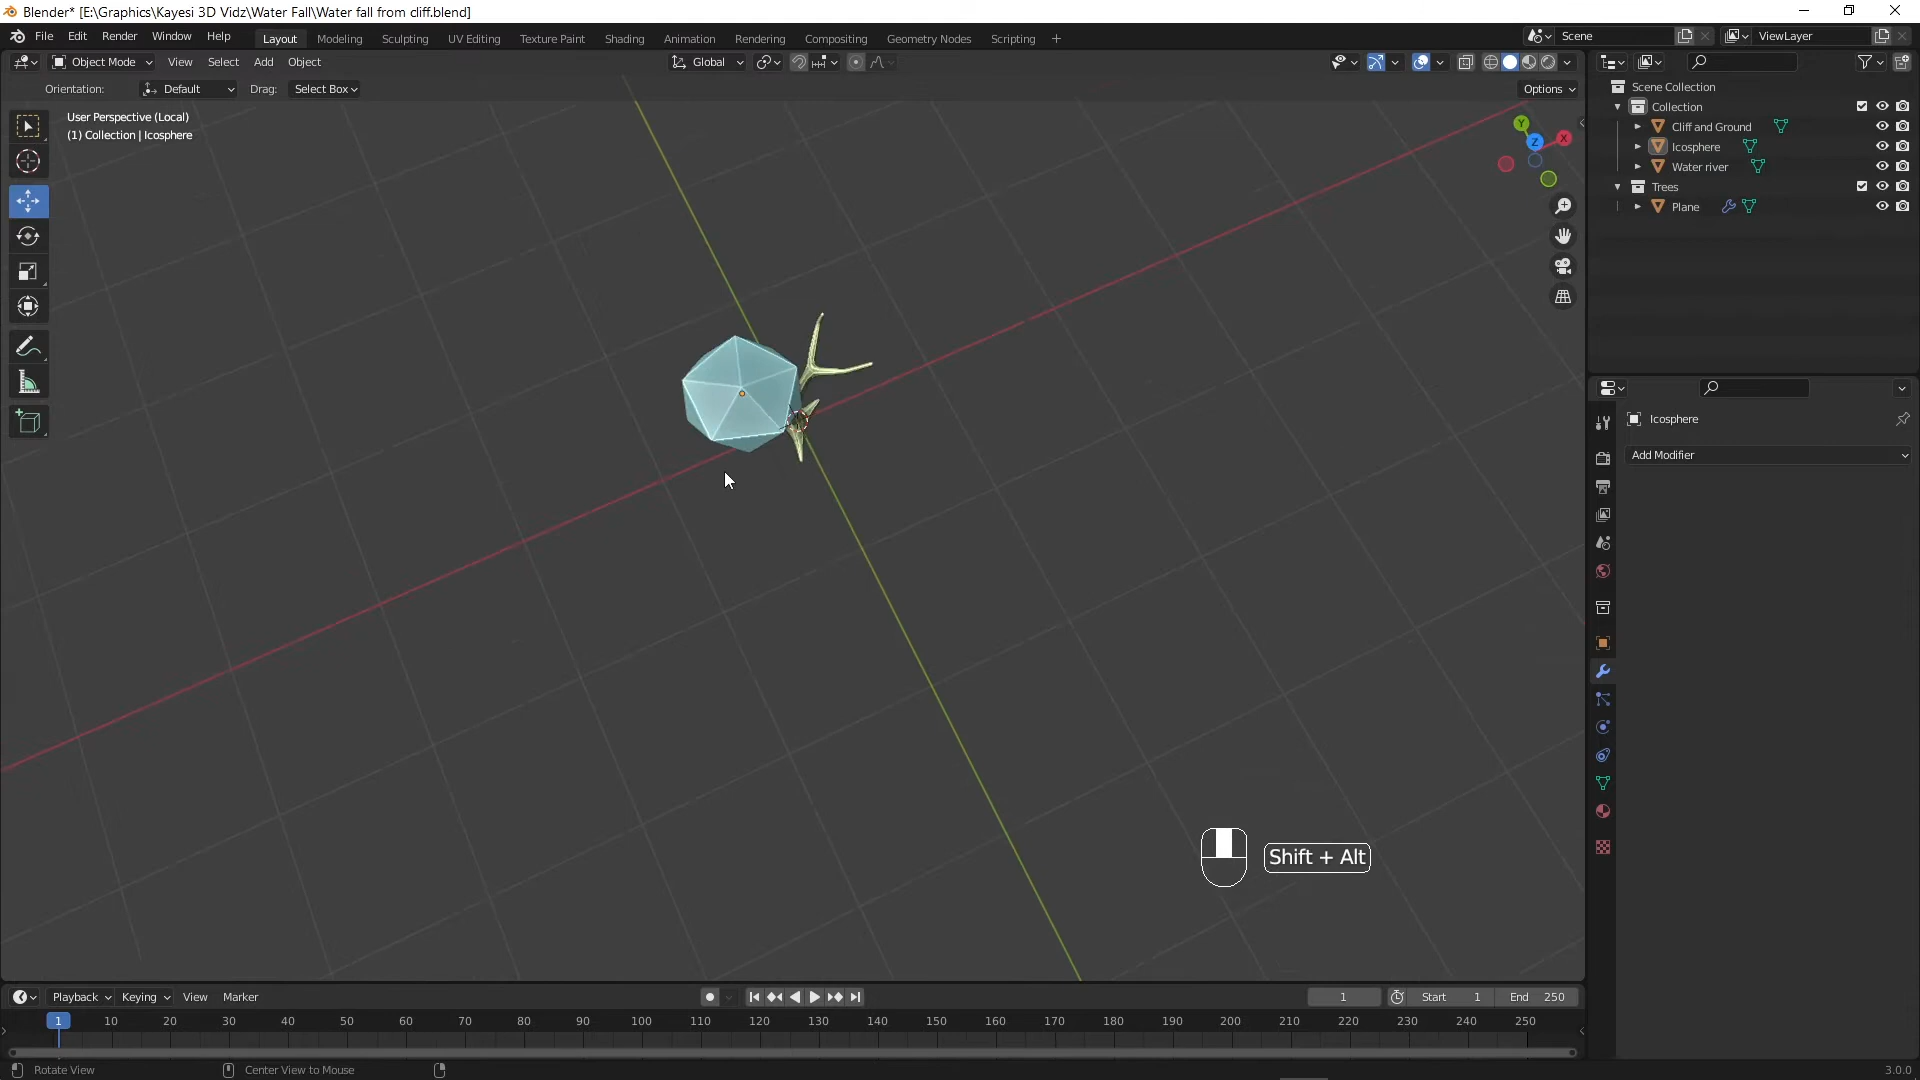 Blender* [E:\Graphics\Kayesi 3D Vidz\Water Fall\Water fall from cliff.blend]
File Edit Render Window Help Layout Modeling Sculpting UV Editing Texture Paint Shading Animation Rendering Compositing Geometry Nodes Scripting + Scene ViewLayer
Object Mode View Select Add Object Global
Orientation: Default Drag: Select Box Options
User Perspective (Local)
(1) Collection | Icosphere
Y
X
Z
Scene Collection
Collection
Cliff and Ground
Icosphere
Water river
Trees
Plane
Icosphere
Add Modifier
Shift + Alt
Playback Keying View Marker 1 Start 1 End 250
1 10 20 30 40 50 60 70 80 90 100 110 120 130 140 150 160 170 180 190 200 210 220 230 240 250
Rotate View Center View to Mouse 3.0.0